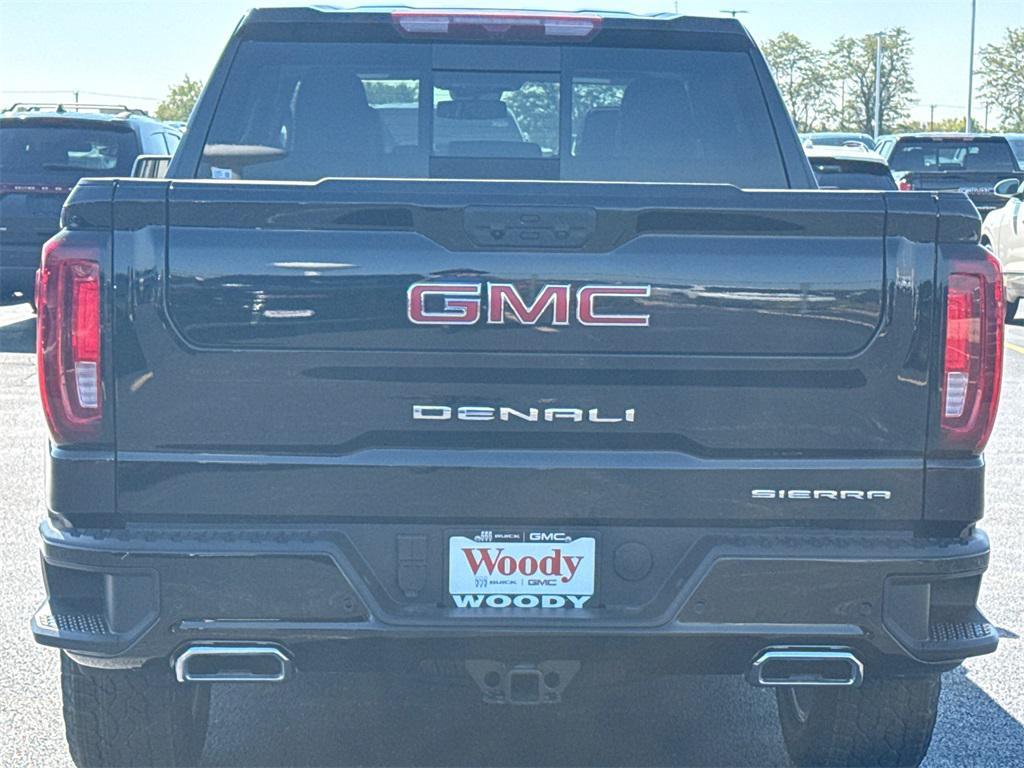 GMC
DENALI
SIERRA
BUICK GMC
Woody
BUICK | GMC
WOODY